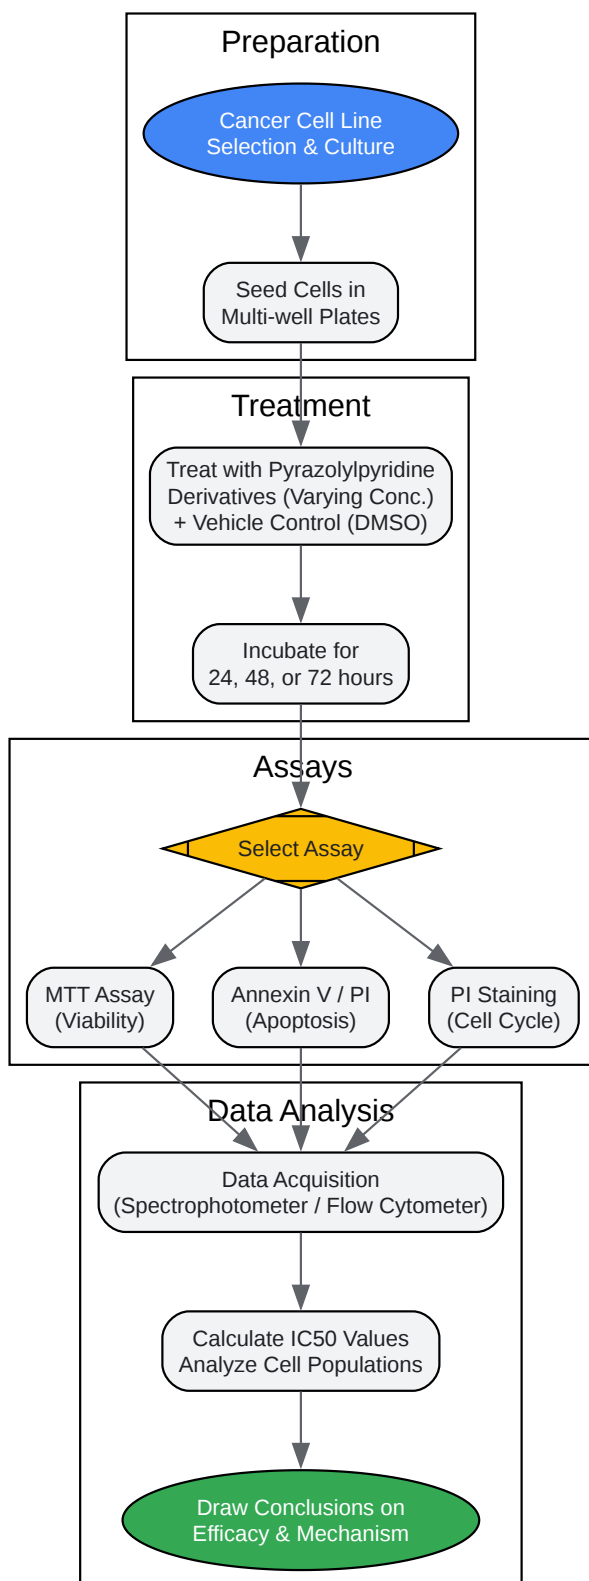 Preparation
Cancer Cell Line
Selection & Culture
Seed Cells in
Multi-well Plates
Treatment
Treat with Pyrazolylpyridine
Derivatives (Varying Conc.)
+ Vehicle Control (DMSO)
Incubate for
24, 48, or 72 hours
Assays
Select Assay
MTT Assay
(Viability)
Annexin V / PI
(Apoptosis)
PI Staining
(Cell Cycle)
Data Analysis
Data Acquisition
(Spectrophotometer / Flow Cytometer)
Calculate IC50 Values
Analyze Cell Populations
Draw Conclusions on
Efficacy & Mechanism